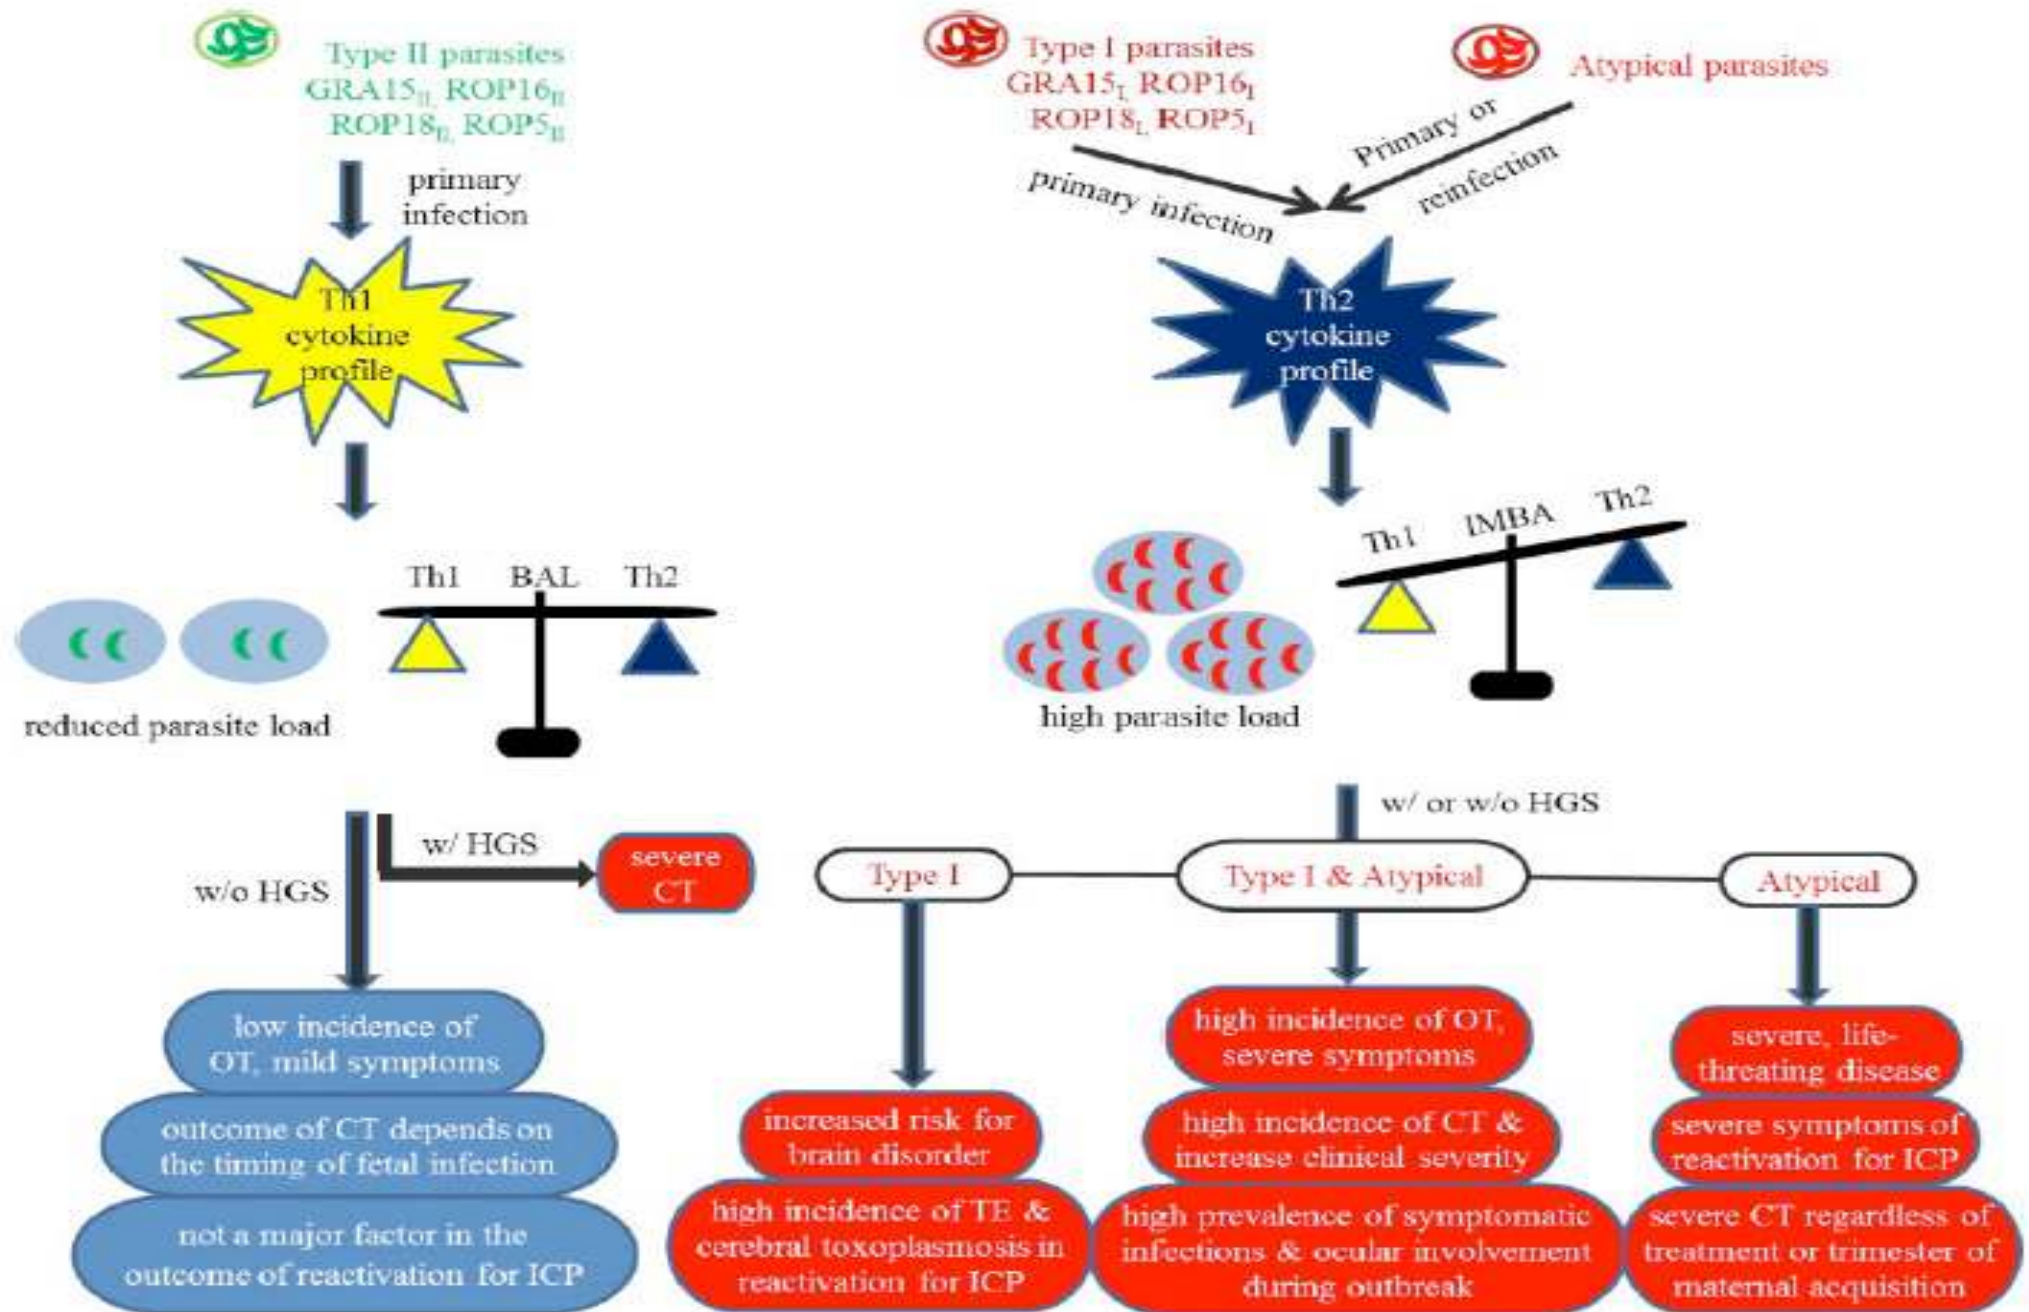 Type II parasites
GRA15II, ROP16II
ROP18II, ROP5II
primary
infection
Th1
cytokine
profile
Th1 BAL Th2
reduced parasite load
w/o HGS
w/ HGS
severe
CT
low incidence of
OT, mild symptoms
outcome of CT depends on
the timing of fetal infection
not a major factor in the
outcome of reactivation for ICP
Type I parasites
GRA15I, ROP16I
ROP18I, ROP5I
Atypical parasites
primary infection
Primary or
reinfection
Th2
cytokine
profile
Th1 IMBA Th2
high parasite load
w/ or w/o HGS
Type I
Type I & Atypical
Atypical
increased risk for
brain disorder
high incidence of TE &
cerebral toxoplasmosis in
reactivation for ICP
high incidence of OT,
severe symptoms
high incidence of CT &
increase clinical severity
high prevalence of symptomatic
infections & ocular involvement
during outbreak
severe, life-
threating disease
severe symptoms of
reactivation for ICP
severe CT regardless of
treatment or trimester of
maternal acquisition